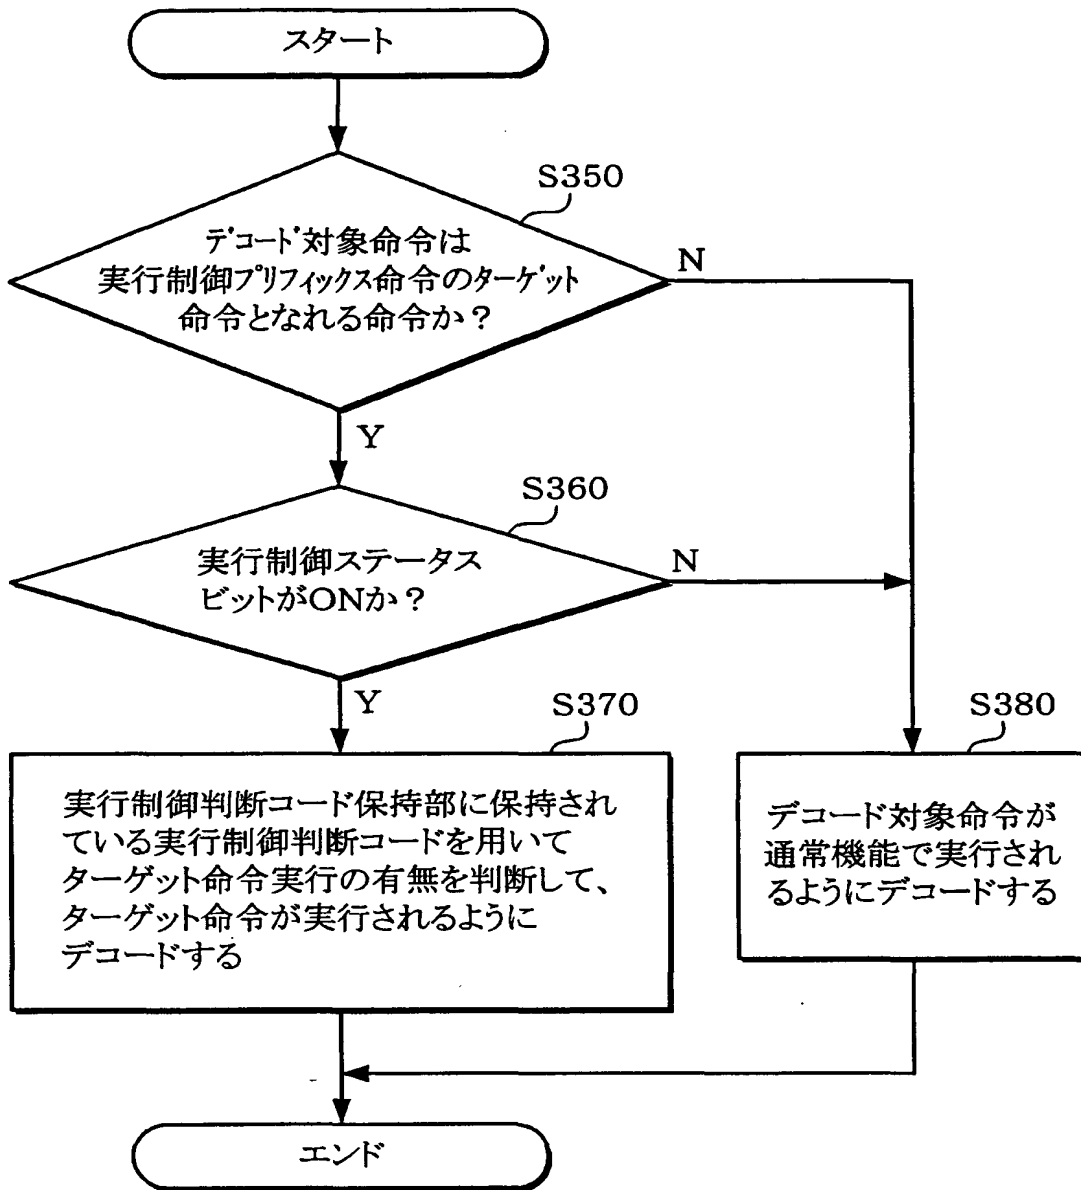 スタート
S350
デコード対象命令は
実行制御プリフィックス命令のターゲット
命令となれる命令か？
N
Y
S360
実行制御ステータス
ビットがONか？
N
Y
S370
実行制御判断コード保持部に保持され
ている実行制御判断コードを用いて
ターゲット命令実行の有無を判断して、
ターゲット命令が実行されるように
デコードする
S380
デコード対象命令が
通常機能で実行され
るようにデコードする
エンド